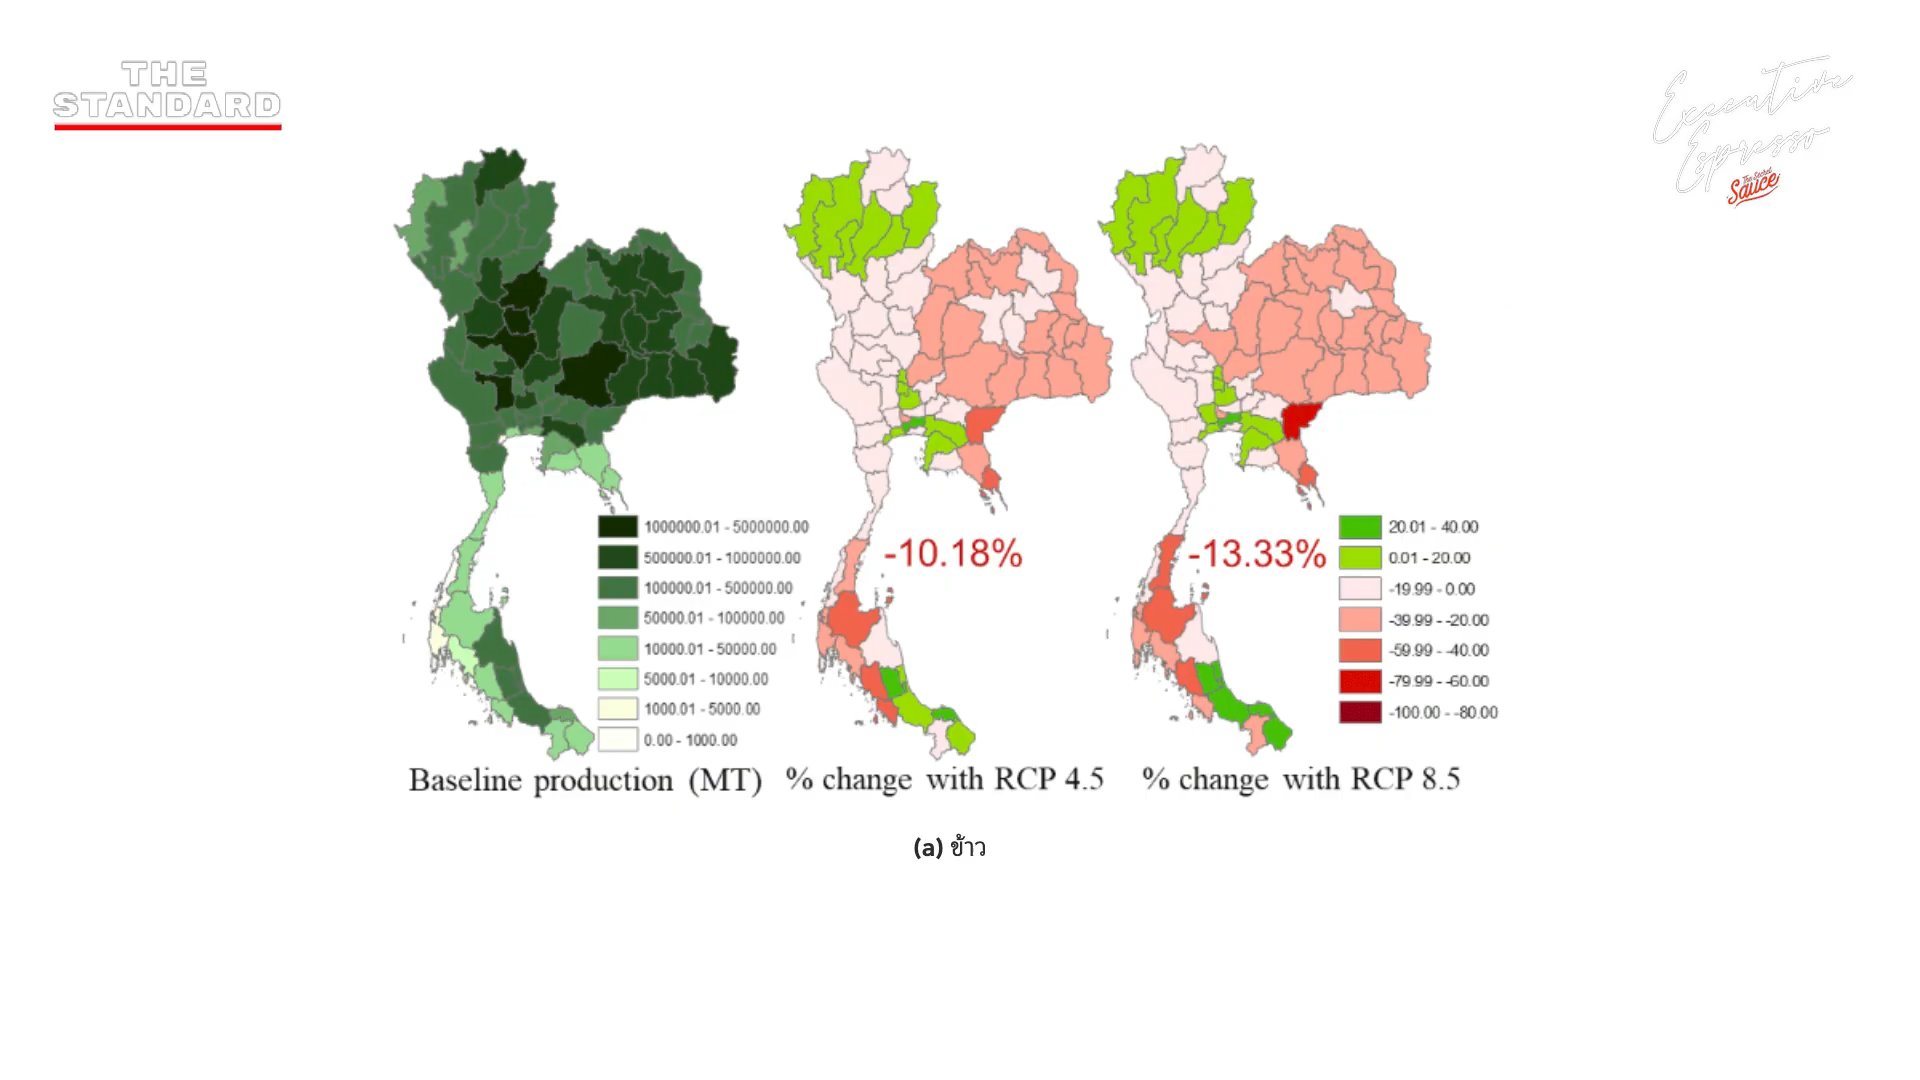 THE
STANDARD
Executive
Espresso
The Secret
Sauce
1000000.01 - 5000000.00
500000.01 - 1000000.00
100000.01 - 500000.00
50000.01 - 100000.00
10000.01 - 50000.00
5000.01 - 10000.00
1000.01 - 5000.00
0.00 - 1000.00
-10.18%
-13.33%
20.01 - 40.00
0.01 - 20.00
-19.99 - 0.00
-39.99 - -20.00
-59.99 - -40.00
-79.99 - -60.00
-100.00 - -80.00
Baseline production (MT)
% change with RCP 4.5
% change with RCP 8.5
(a) ข้าว